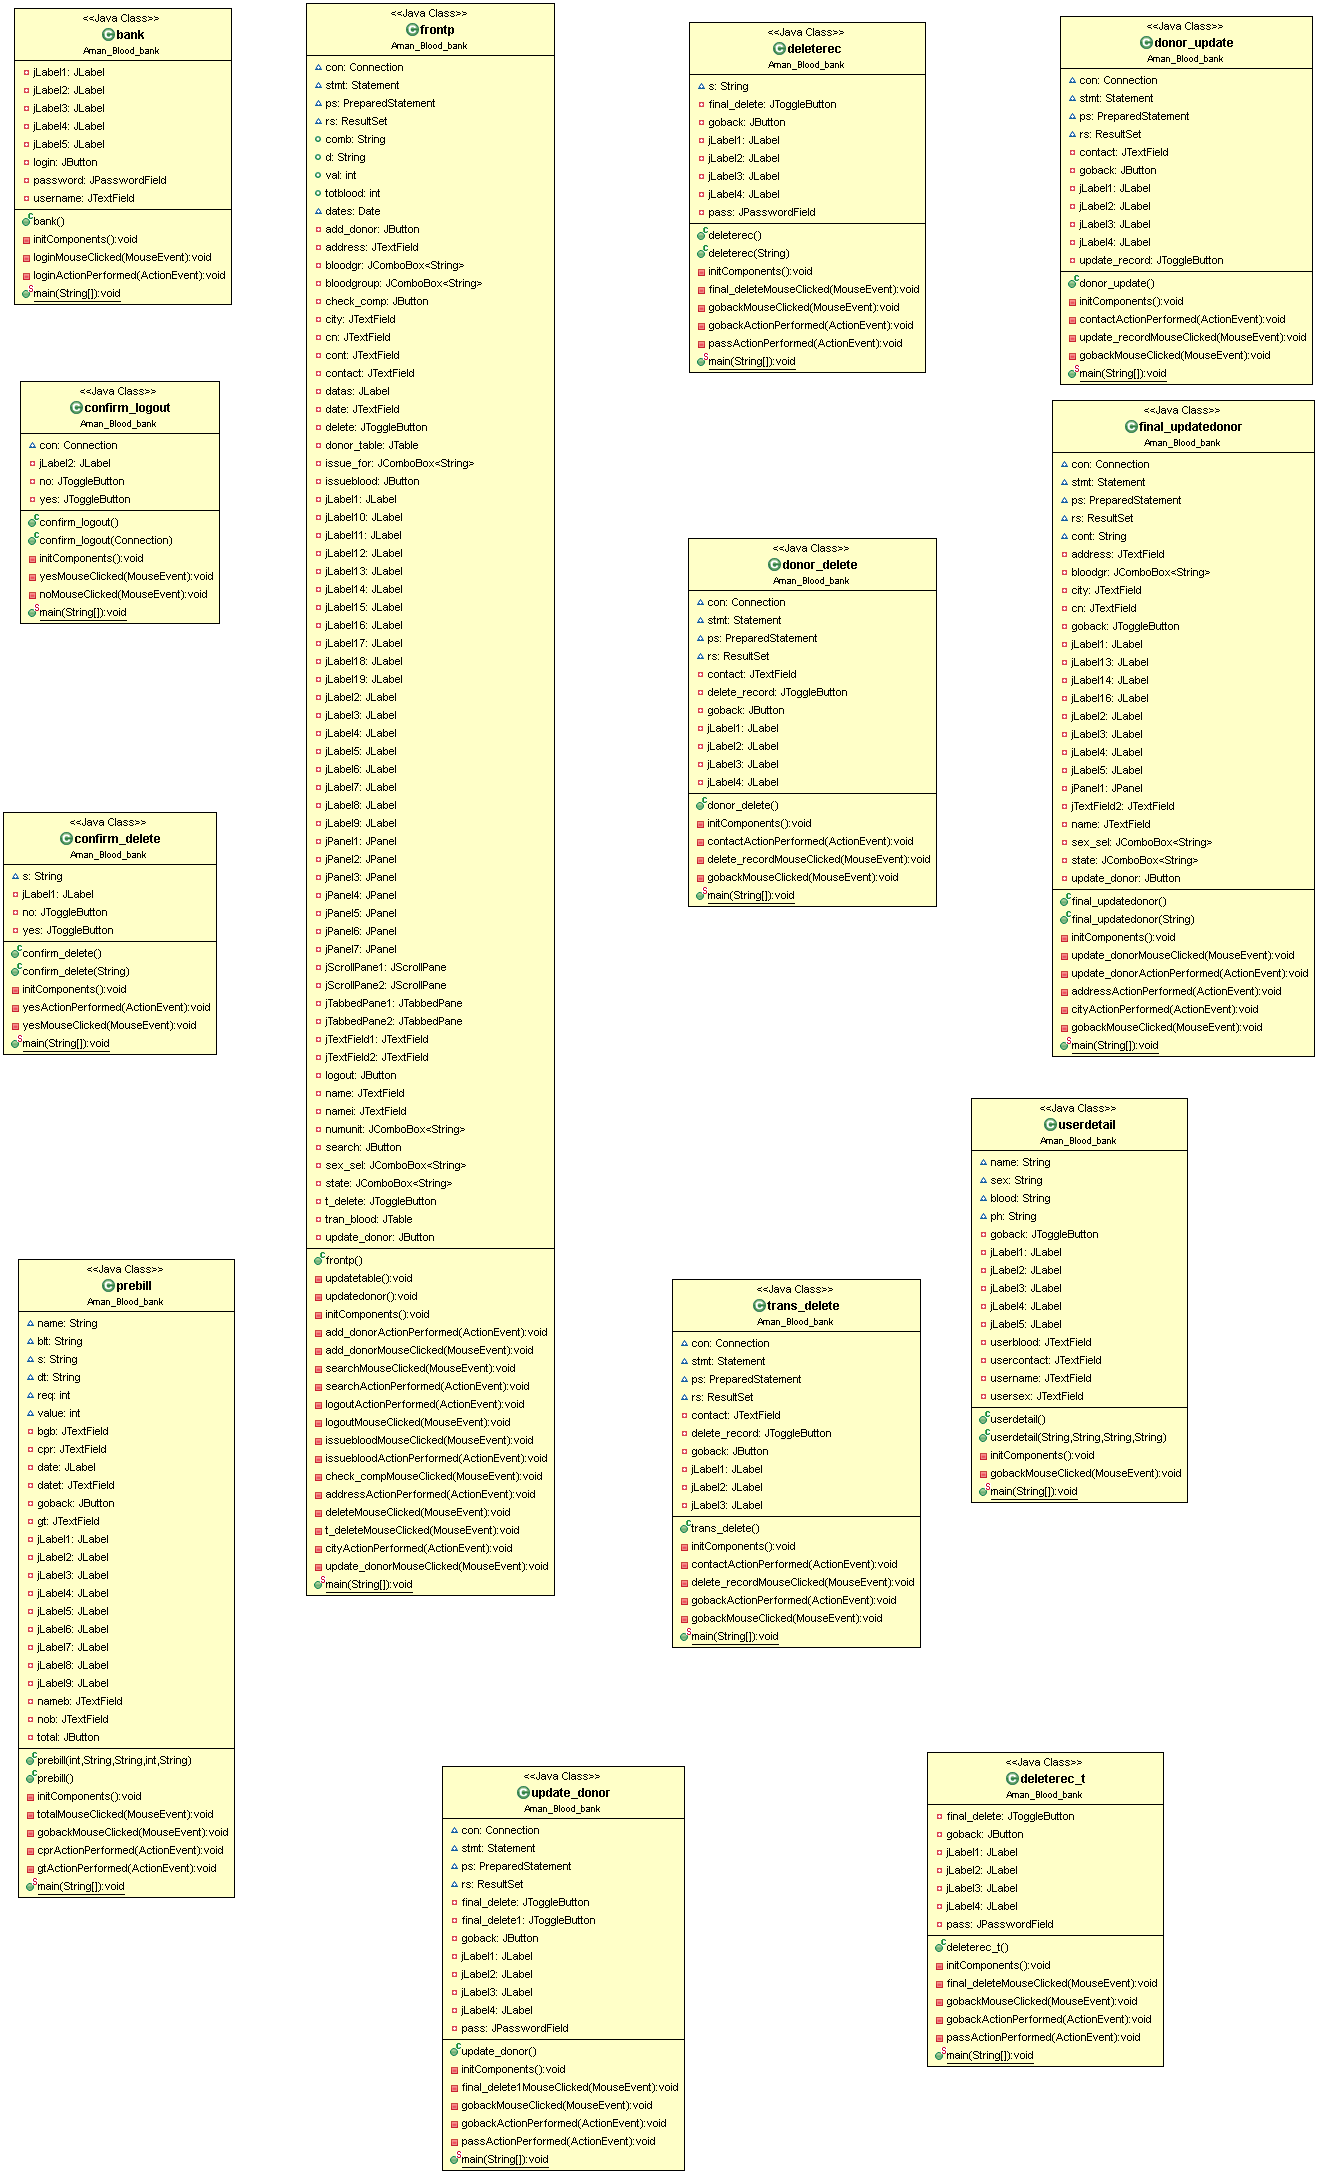 <<Java Class>>
bank
Aman_Blood_bank
jLabel1: JLabel
jLabel2: JLabel
jLabel3: JLabel
jLabel4: JLabel
jLabel5: JLabel
login: JButton
password: JPasswordField
username: JTextField
bank()
initComponents():void
loginMouseClicked(MouseEvent):void
loginActionPerformed(ActionEvent):void
main(String[]):void
<<Java Class>>
confirm_logout
Aman_Blood_bank
con: Connection
jLabel2: JLabel
no: JToggleButton
yes: JToggleButton
confirm_logout()
confirm_logout(Connection)
initComponents():void
yesMouseClicked(MouseEvent):void
noMouseClicked(MouseEvent):void
main(String[]):void
<<Java Class>>
confirm_delete
Aman_Blood_bank
s: String
jLabel1: JLabel
no: JToggleButton
yes: JToggleButton
confirm_delete()
confirm_delete(String)
initComponents():void
yesActionPerformed(ActionEvent):void
yesMouseClicked(MouseEvent):void
main(String[]):void
<<Java Class>>
prebill
Aman_Blood_bank
name: String
blt: String
s: String
dt: String
req: int
value: int
bgb: JTextField
cpr: JTextField
date: JLabel
datet: JTextField
goback: JButton
gt: JTextField
jLabel1: JLabel
jLabel2: JLabel
jLabel3: JLabel
jLabel4: JLabel
jLabel5: JLabel
jLabel6: JLabel
jLabel7: JLabel
jLabel8: JLabel
jLabel9: JLabel
nameb: JTextField
nob: JTextField
total: JButton
prebill(int,String,String,int,String)
prebill()
initComponents():void
totalMouseClicked(MouseEvent):void
gobackMouseClicked(MouseEvent):void
cprActionPerformed(ActionEvent):void
gtActionPerformed(ActionEvent):void
main(String[]):void
<<Java Class>>
frontp
Aman_Blood_bank
con: Connection
stmt: Statement
ps: PreparedStatement
rs: ResultSet
comb: String
d: String
val: int
totblood: int
dates: Date
add_donor: JButton
address: JTextField
bloodgr: JComboBox<String>
bloodgroup: JComboBox<String>
check_comp: JButton
city: JTextField
cn: JTextField
cont: JTextField
contact: JTextField
datas: JLabel
date: JTextField
delete: JToggleButton
donor_table: JTable
issue_for: JComboBox<String>
issueblood: JButton
jLabel1: JLabel
jLabel10: JLabel
jLabel11: JLabel
jLabel12: JLabel
jLabel13: JLabel
jLabel14: JLabel
jLabel15: JLabel
jLabel16: JLabel
jLabel17: JLabel
jLabel18: JLabel
jLabel19: JLabel
jLabel2: JLabel
jLabel3: JLabel
jLabel4: JLabel
jLabel5: JLabel
jLabel6: JLabel
jLabel7: JLabel
jLabel8: JLabel
jLabel9: JLabel
jPanel1: JPanel
jPanel2: JPanel
jPanel3: JPanel
jPanel4: JPanel
jPanel5: JPanel
jPanel6: JPanel
jPanel7: JPanel
jScrollPane1: JScrollPane
jScrollPane2: JScrollPane
jTabbedPane1: JTabbedPane
jTabbedPane2: JTabbedPane
jTextField1: JTextField
jTextField2: JTextField
logout: JButton
name: JTextField
namei: JTextField
numunit: JComboBox<String>
search: JButton
sex_sel: JComboBox<String>
state: JComboBox<String>
t_delete: JToggleButton
tran_blood: JTable
update_donor: JButton
frontp()
updatetable():void
updatedonor():void
initComponents():void
add_donorActionPerformed(ActionEvent):void
add_donorMouseClicked(MouseEvent):void
searchMouseClicked(MouseEvent):void
searchActionPerformed(ActionEvent):void
logoutActionPerformed(ActionEvent):void
logoutMouseClicked(MouseEvent):void
issuebloodMouseClicked(MouseEvent):void
issuebloodActionPerformed(ActionEvent):void
check_compMouseClicked(MouseEvent):void
addressActionPerformed(ActionEvent):void
deleteMouseClicked(MouseEvent):void
t_deleteMouseClicked(MouseEvent):void
cityActionPerformed(ActionEvent):void
update_donorMouseClicked(MouseEvent):void
main(String[]):void
<<Java Class>>
deleterec
Aman_Blood_bank
s: String
final_delete: JToggleButton
goback: JButton
jLabel1: JLabel
jLabel2: JLabel
jLabel3: JLabel
jLabel4: JLabel
pass: JPasswordField
deleterec()
deleterec(String)
initComponents():void
final_deleteMouseClicked(MouseEvent):void
gobackMouseClicked(MouseEvent):void
gobackActionPerformed(ActionEvent):void
passActionPerformed(ActionEvent):void
main(String[]):void
<<Java Class>>
donor_delete
Aman_Blood_bank
con: Connection
stmt: Statement
ps: PreparedStatement
rs: ResultSet
contact: JTextField
delete_record: JToggleButton
goback: JButton
jLabel1: JLabel
jLabel2: JLabel
jLabel3: JLabel
jLabel4: JLabel
donor_delete()
initComponents():void
contactActionPerformed(ActionEvent):void
delete_recordMouseClicked(MouseEvent):void
gobackMouseClicked(MouseEvent):void
main(String[]):void
<<Java Class>>
trans_delete
Aman_Blood_bank
con: Connection
stmt: Statement
ps: PreparedStatement
rs: ResultSet
contact: JTextField
delete_record: JToggleButton
goback: JButton
jLabel1: JLabel
jLabel2: JLabel
jLabel3: JLabel
trans_delete()
initComponents():void
contactActionPerformed(ActionEvent):void
delete_recordMouseClicked(MouseEvent):void
gobackActionPerformed(ActionEvent):void
gobackMouseClicked(MouseEvent):void
main(String[]):void
<<Java Class>>
update_donor
Aman_Blood_bank
con: Connection
stmt: Statement
ps: PreparedStatement
rs: ResultSet
final_delete: JToggleButton
final_delete1: JToggleButton
goback: JButton
jLabel1: JLabel
jLabel2: JLabel
jLabel3: JLabel
jLabel4: JLabel
pass: JPasswordField
update_donor()
initComponents():void
final_delete1MouseClicked(MouseEvent):void
gobackMouseClicked(MouseEvent):void
gobackActionPerformed(ActionEvent):void
passActionPerformed(ActionEvent):void
main(String[]):void
<<Java Class>>
donor_update
Aman_Blood_bank
con: Connection
stmt: Statement
ps: PreparedStatement
rs: ResultSet
contact: JTextField
goback: JButton
jLabel1: JLabel
jLabel2: JLabel
jLabel3: JLabel
jLabel4: JLabel
update_record: JToggleButton
donor_update()
initComponents():void
contactActionPerformed(ActionEvent):void
update_recordMouseClicked(MouseEvent):void
gobackMouseClicked(MouseEvent):void
main(String[]):void
<<Java Class>>
final_updatedonor
Aman_Blood_bank
con: Connection
stmt: Statement
ps: PreparedStatement
rs: ResultSet
cont: String
address: JTextField
bloodgr: JComboBox<String>
city: JTextField
cn: JTextField
goback: JToggleButton
jLabel1: JLabel
jLabel13: JLabel
jLabel14: JLabel
jLabel16: JLabel
jLabel2: JLabel
jLabel3: JLabel
jLabel4: JLabel
jLabel5: JLabel
jPanel1: JPanel
jTextField2: JTextField
name: JTextField
sex_sel: JComboBox<String>
state: JComboBox<String>
update_donor: JButton
final_updatedonor()
final_updatedonor(String)
initComponents():void
update_donorMouseClicked(MouseEvent):void
update_donorActionPerformed(ActionEvent):void
addressActionPerformed(ActionEvent):void
cityActionPerformed(ActionEvent):void
gobackMouseClicked(MouseEvent):void
main(String[]):void
<<Java Class>>
userdetail
Aman_Blood_bank
name: String
sex: String
blood: String
ph: String
goback: JToggleButton
jLabel1: JLabel
jLabel2: JLabel
jLabel3: JLabel
jLabel4: JLabel
jLabel5: JLabel
userblood: JTextField
usercontact: JTextField
username: JTextField
usersex: JTextField
userdetail()
userdetail(String,String,String,String)
initComponents():void
gobackMouseClicked(MouseEvent):void
main(String[]):void
<<Java Class>>
deleterec_t
Aman_Blood_bank
final_delete: JToggleButton
goback: JButton
jLabel1: JLabel
jLabel2: JLabel
jLabel3: JLabel
jLabel4: JLabel
pass: JPasswordField
deleterec_t()
initComponents():void
final_deleteMouseClicked(MouseEvent):void
gobackMouseClicked(MouseEvent):void
gobackActionPerformed(ActionEvent):void
passActionPerformed(ActionEvent):void
main(String[]):void